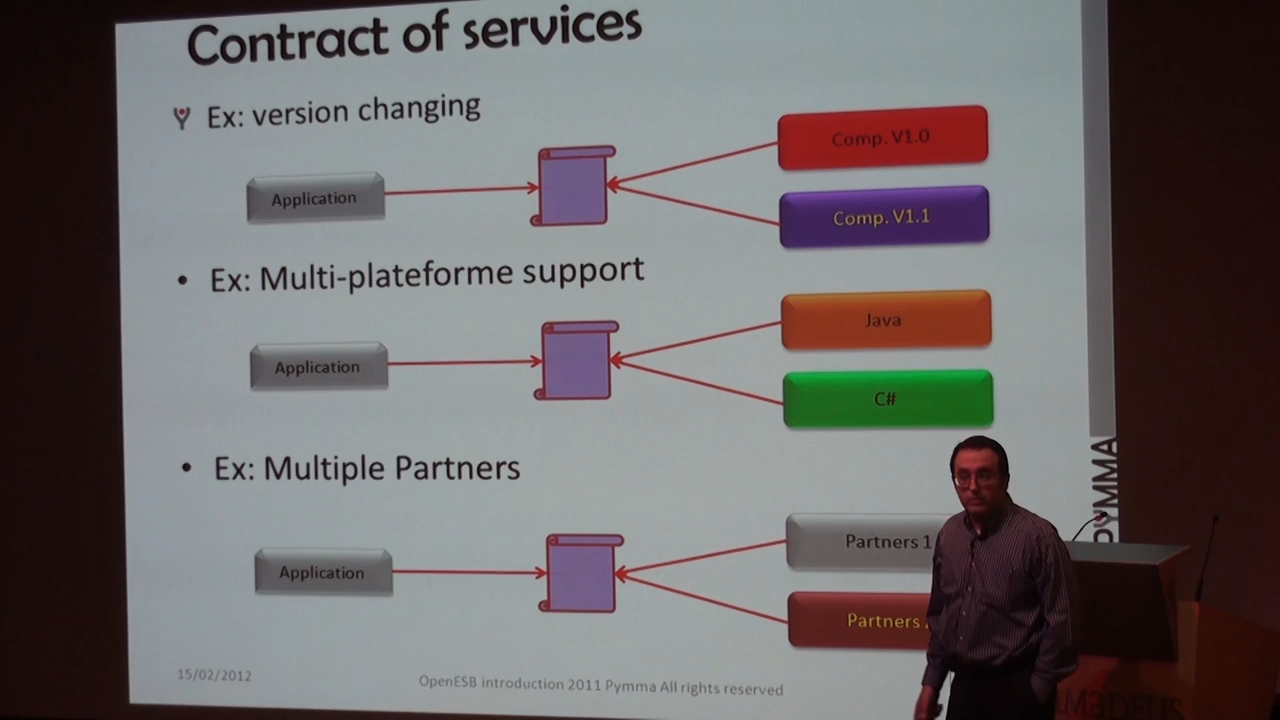 Contract of services
Ex: version changing
Comp. V1.0
Application
Comp. V1.1
• Ex: Multi-plateforme support
Java
Application
C#
• Ex: Multiple Partners
PYMMA
Partners 1
Application
Partners
15/02/2012
OpenESB introduction 2011 Pymma All rights reserved